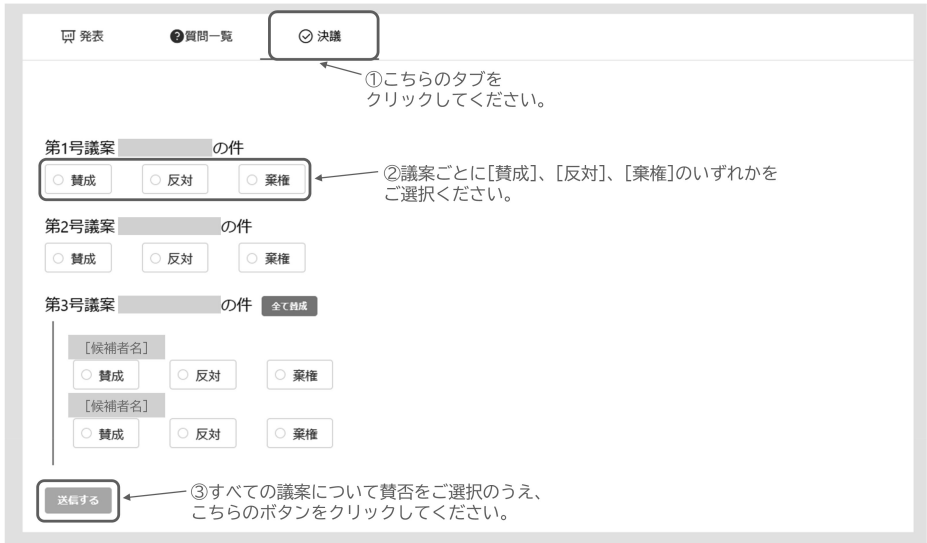 発表 ?質問一覧 決議
①こちらのタブを
クリックしてください。
第1号議案 の件
賛成 反対 棄権
②議案ごとに[賛成]、[反対]、[棄権]のいずれかを
ご選択ください。
第2号議案 の件
賛成 反対 棄権
第3号議案 の件 全て賛成
[候補者名]
賛成 反対 棄権
[候補者名]
賛成 反対 棄権
送信する
③すべての議案について賛否をご選択のうえ、
こちらのボタンをクリックしてください。